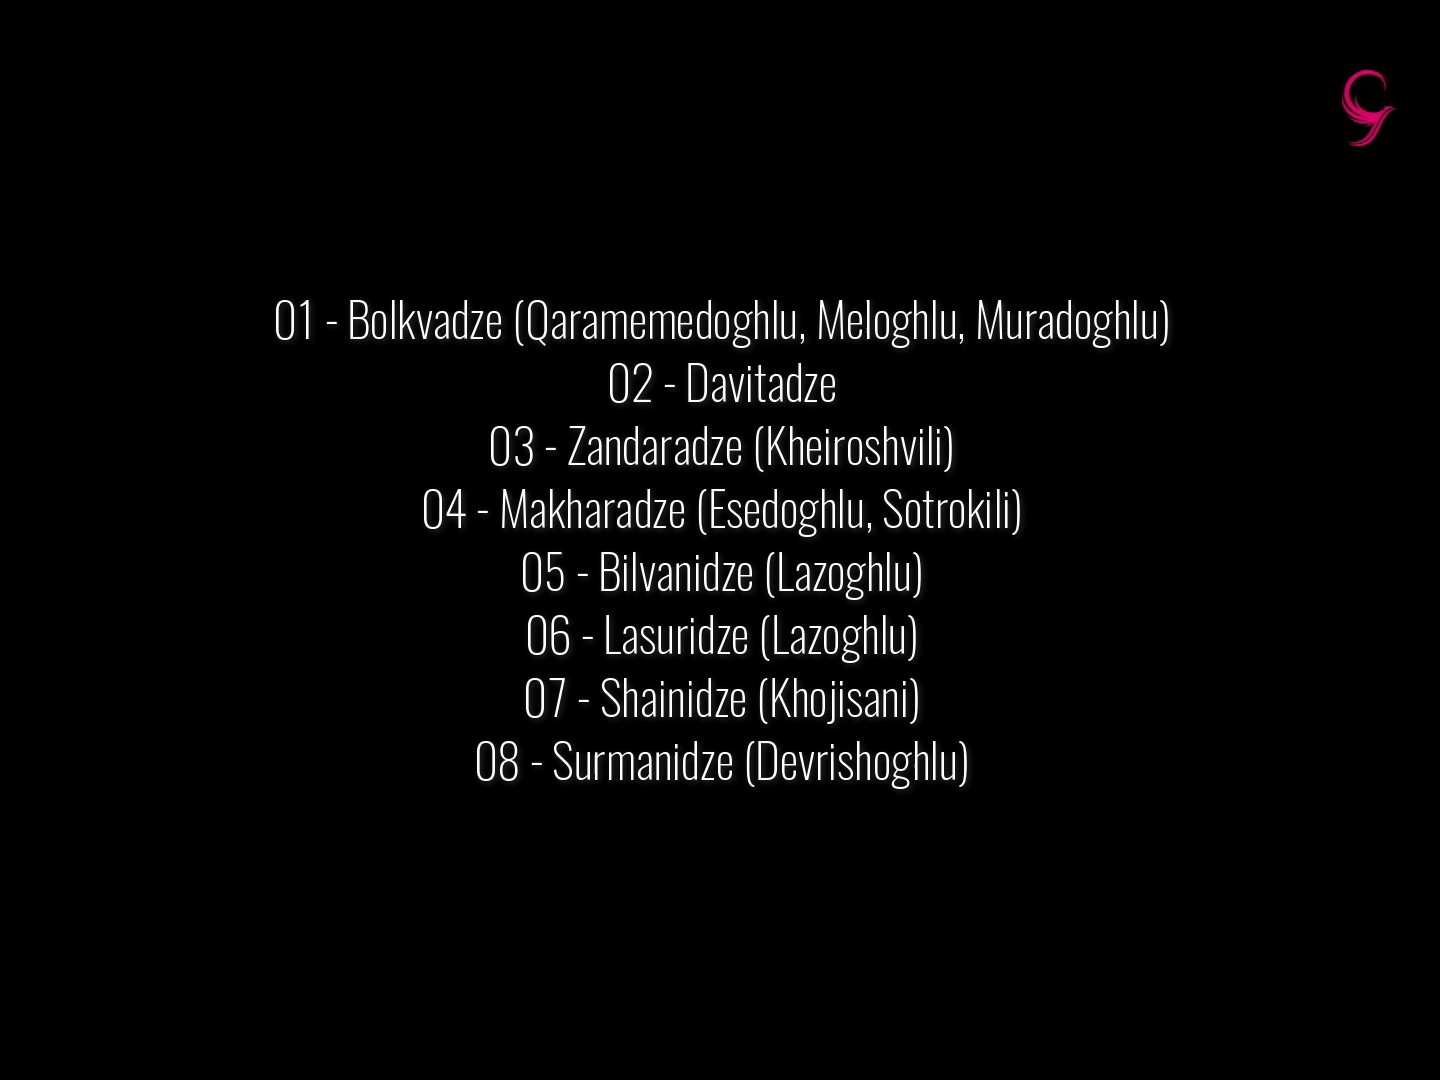 01 - Bolkvadze (Qaramemedoghlu, Meloghlu, Muradoghlu)
02 - Davitadze
03 - Zandaradze (Kheiroshvili)
04 - Makharadze (Esedoghlu, Sotrokili)
05 - Bilvanidze (Lazoghlu)
06 - Lasuridze (Lazoghlu)
07 - Shainidze (Khojisani)
08 - Surmanidze (Devrishoghlu)